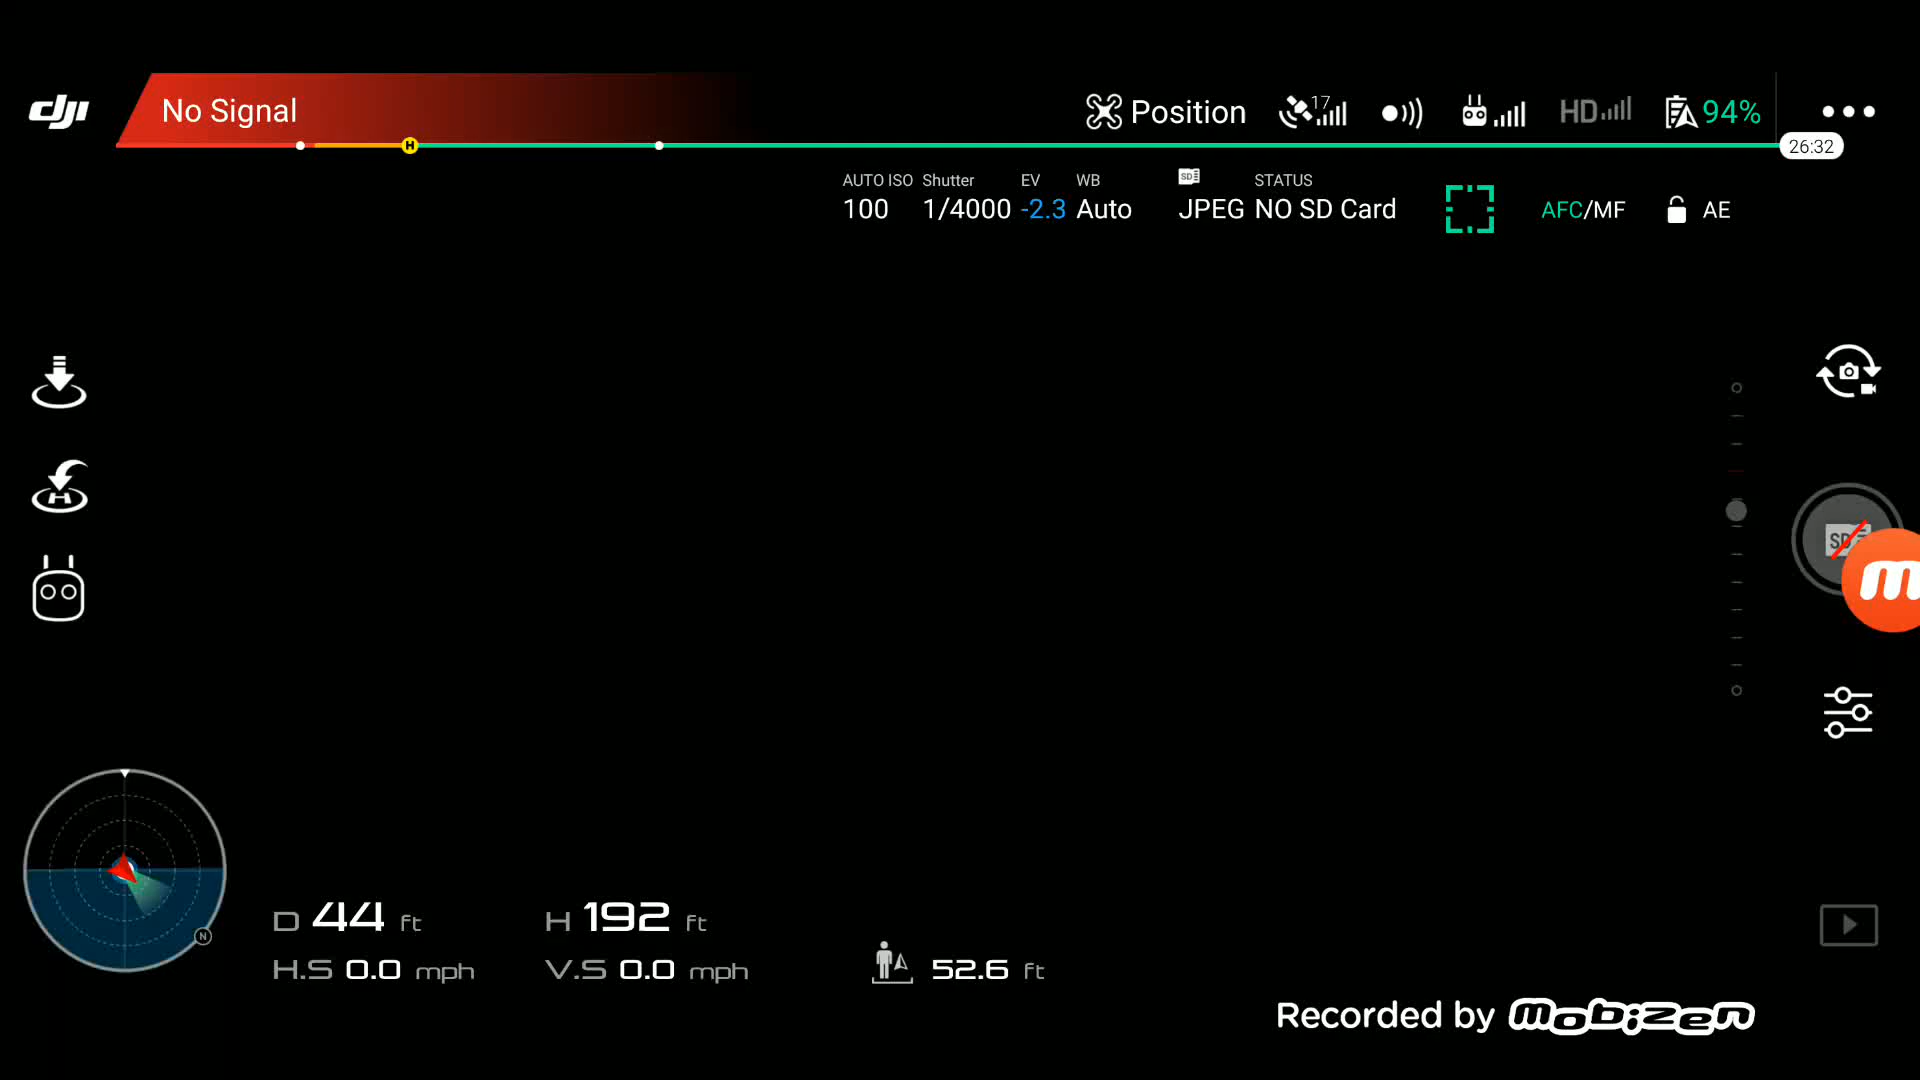 dji No Signal Position 17 HD 94%
H 26:32
AUTO ISO Shutter EV WB SD STATUS
100 1/4000 -2.3 Auto JPEG NO SD Card AFC/MF AE
H
SD
m
N
D 44 ft H 192 ft
H.S 0.0 mph V.S 0.0 mph 52.6 ft
Recorded by mobizen